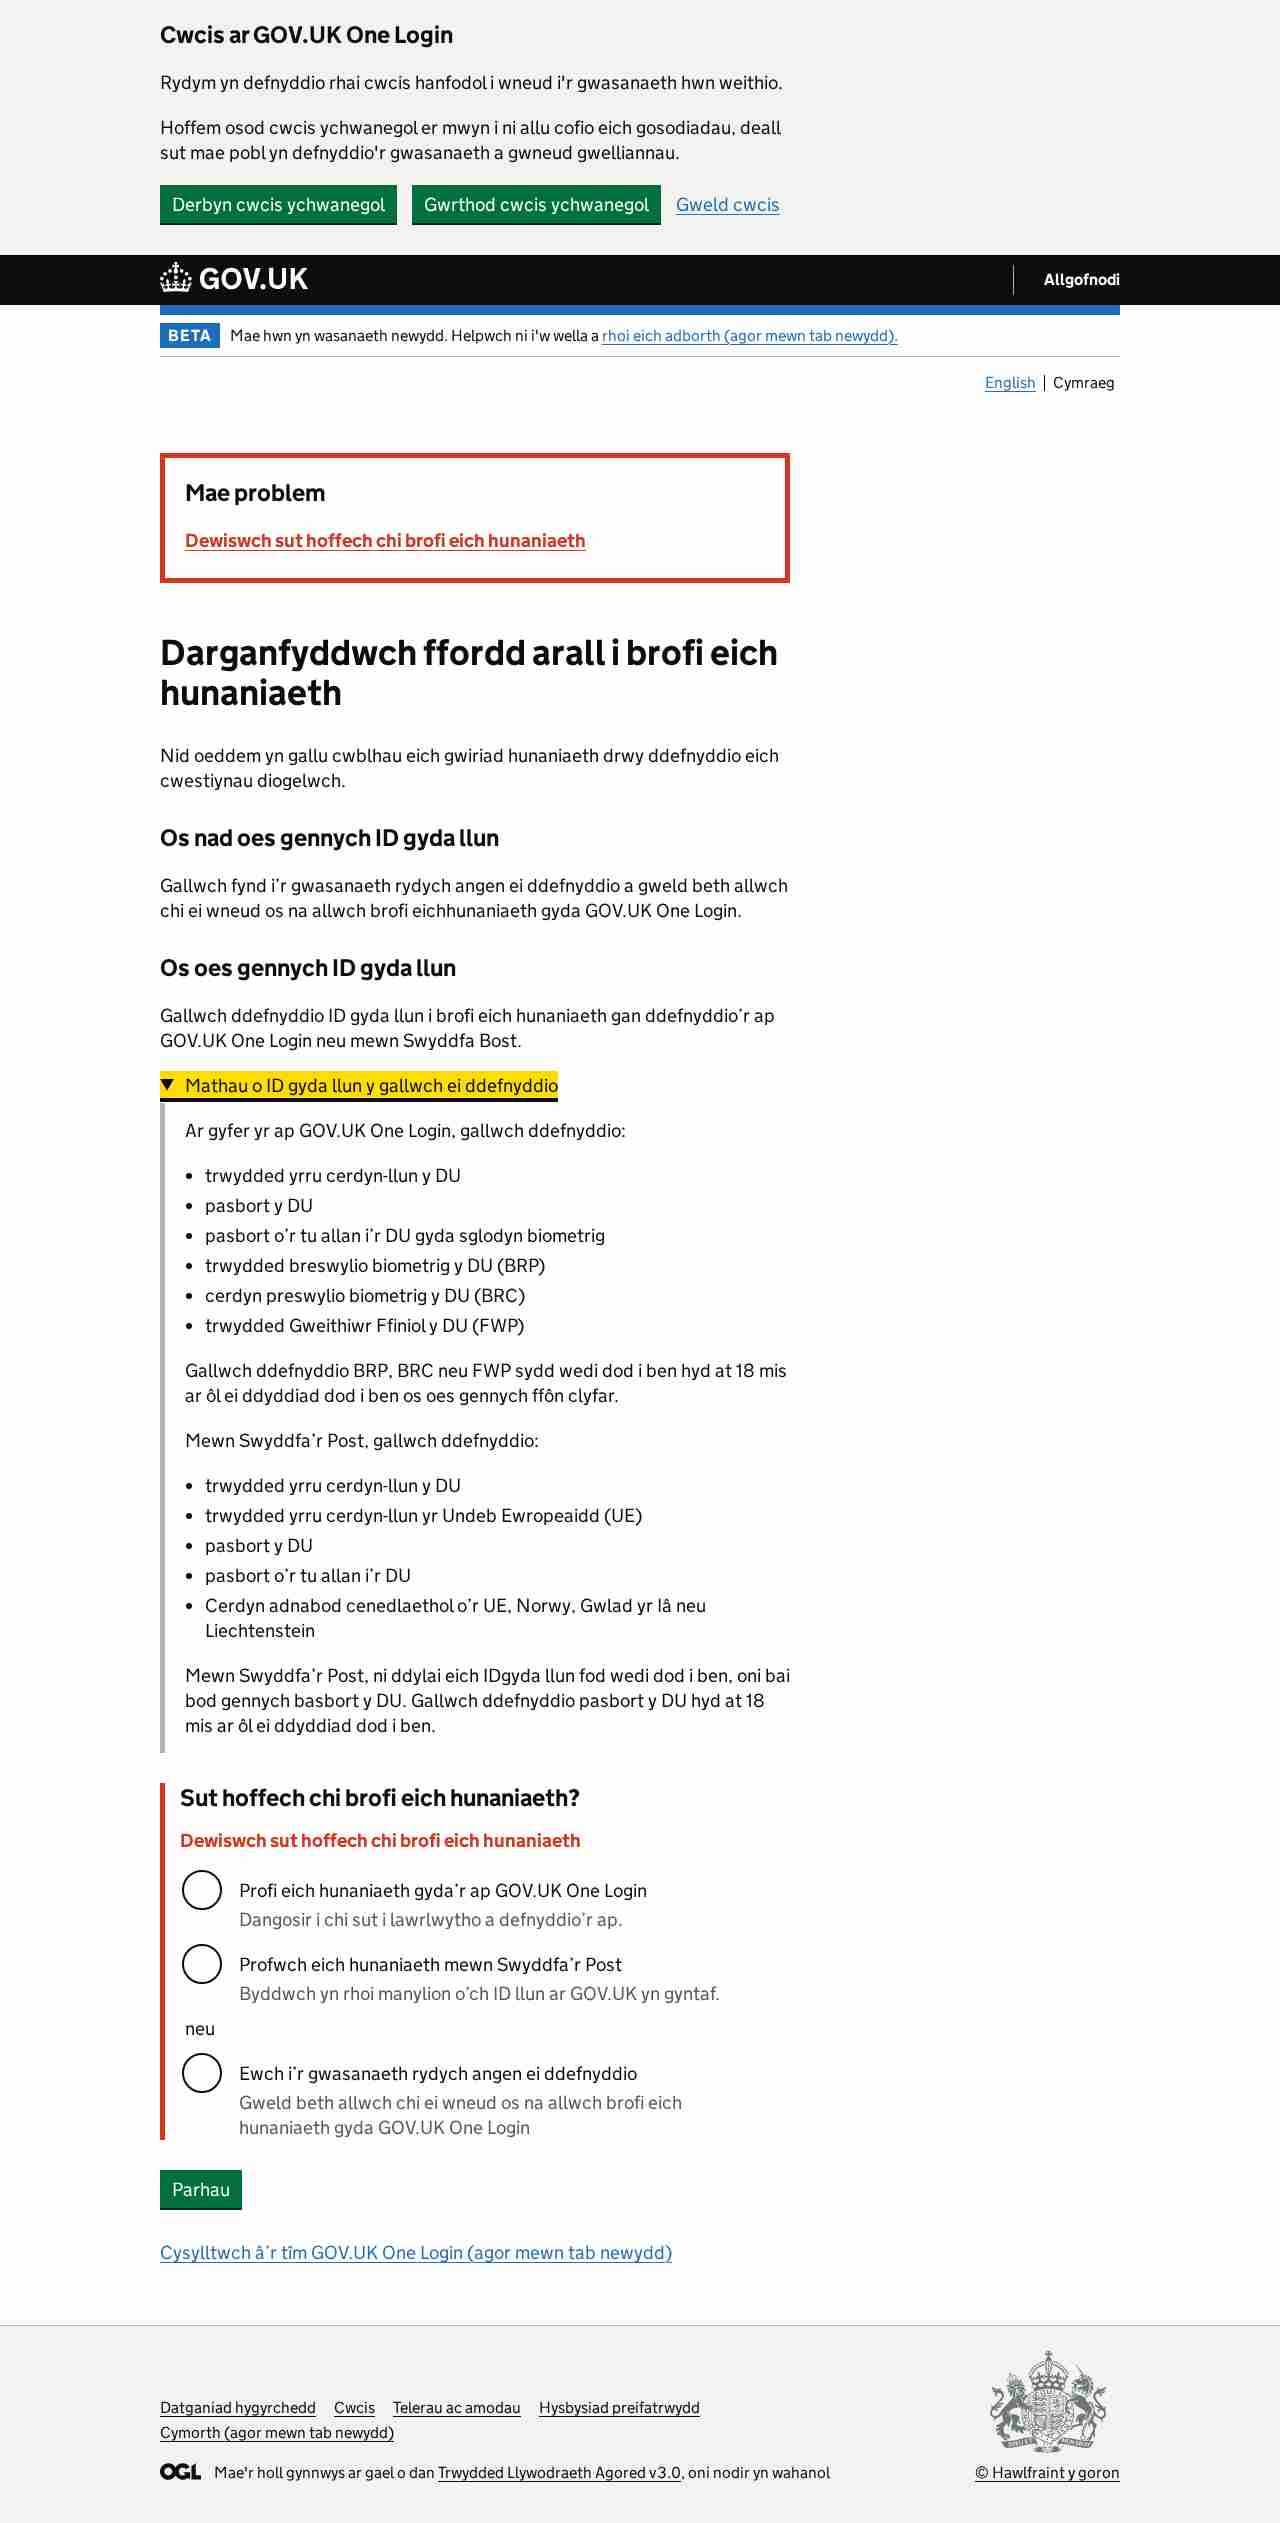 Cwcis ar GOV.UK One Login
Rydym yn defnyddio rhai cwcis hanfodol i wneud i'r gwasanaeth hwn weithio.
Hoffem osod cwcis ychwanegol er mwyn i ni allu cofio eich gosodiadau, deall
sut mae pobl yn defnyddio'r gwasanaeth a gwneud gwelliannau.
Derbyn cwcis ychwanegol Gwrthod cwcis ychwanegol Gweld cwcis
GOV.UK Allgofnodi
BETA Mae hwn yn wasanaeth newydd. Helpwch ni i'w wella a rhoi eich adborth (agor mewn tab newydd).
English Cymraeg
Mae problem
Dewiswch sut hoffech chi brofi eich hunaniaeth
Darganfyddwch ffordd arall i brofi eich
hunaniaeth
Nid oeddem yn gallu cwblhau eich gwiriad hunaniaeth drwy ddefnyddio eich
cwestiynau diogelwch.
Os nad oes gennych ID gyda llun
Gallwch fynd i’r gwasanaeth rydych angen ei ddefnyddio a gweld beth allwch
chi ei wneud os na allwch brofi eichhunaniaeth gyda GOV.UK One Login.
Os oes gennych ID gyda llun
Gallwch ddefnyddio ID gyda llun i brofi eich hunaniaeth gan ddefnyddio’r ap
GOV.UK One Login neu mewn Swyddfa Bost.
Mathau o ID gyda llun y gallwch ei ddefnyddio
Ar gyfer yr ap GOV.UK One Login, gallwch ddefnyddio:
• trwydded yrru cerdyn-llun y DU
• pasbort y DU
• pasbort o’r tu allan i’r DU gyda sglodyn biometrig
• trwydded breswylio biometrig y DU (BRP)
• cerdyn preswylio biometrig y DU (BRC)
• trwydded Gweithiwr Ffiniol y DU (FWP)
Gallwch ddefnyddio BRP, BRC neu FWP sydd wedi dod i ben hyd at 18 mis
ar ôl ei ddyddiad dod i ben os oes gennych ffôn clyfar.
Mewn Swyddfa’r Post, gallwch ddefnyddio:
• trwydded yrru cerdyn-llun y DU
• trwydded yrru cerdyn-llun yr Undeb Ewropeaidd (UE)
• pasbort y DU
• pasbort o’r tu allan i’r DU
• Cerdyn adnabod cenedlaethol o’r UE, Norwy, Gwlad yr Iâ neu
Liechtenstein
Mewn Swyddfa’r Post, ni ddylai eich IDgyda llun fod wedi dod i ben, oni bai
bod gennych basbort y DU. Gallwch ddefnyddio pasbort y DU hyd at 18
mis ar ôl ei ddyddiad dod i ben.
Sut hoffech chi brofi eich hunaniaeth?
Dewiswch sut hoffech chi brofi eich hunaniaeth
Profi eich hunaniaeth gyda’r ap GOV.UK One Login
Dangosir i chi sut i lawrlwytho a defnyddio’r ap.
Profwch eich hunaniaeth mewn Swyddfa’r Post
Byddwch yn rhoi manylion o’ch ID llun ar GOV.UK yn gyntaf.
neu
Ewch i’r gwasanaeth rydych angen ei ddefnyddio
Gweld beth allwch chi ei wneud os na allwch brofi eich
hunaniaeth gyda GOV.UK One Login
Parhau
Cysylltwch â’r tîm GOV.UK One Login (agor mewn tab newydd)
Datganiad hygyrchedd Cwcis Telerau ac amodau Hysbysiad preifatrwydd
Cymorth (agor mewn tab newydd)
OGL Mae'r holl gynnwys ar gael o dan Trwydded Llywodraeth Agored v3.0, oni nodir yn wahanol
© Hawlfraint y goron